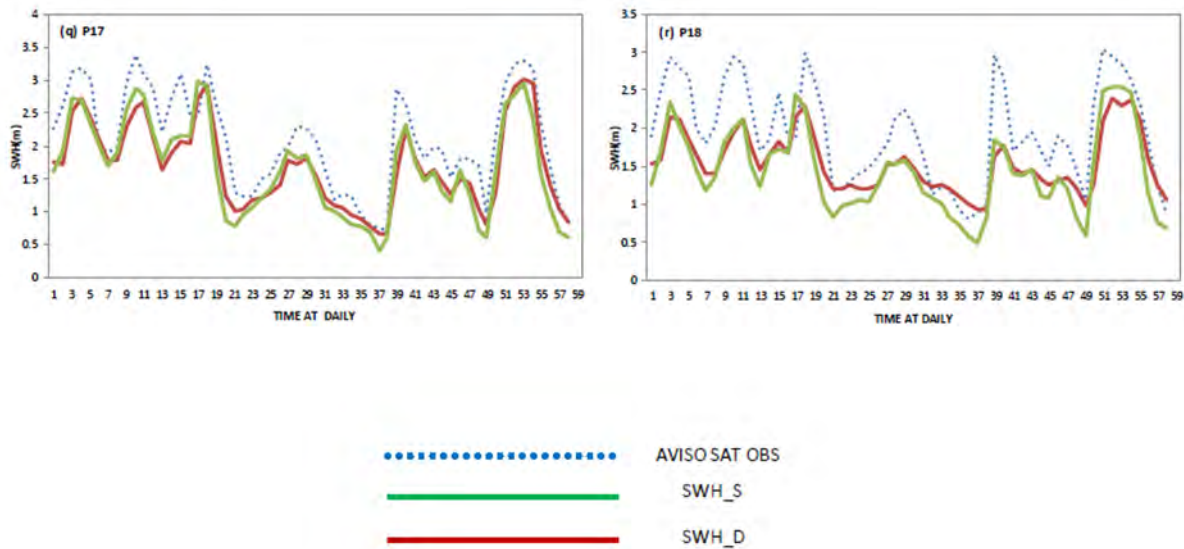 (q) P17
SWH(m)
4
3.5
3
2.5
2
1.5
1
0.5
0
1 3 5 7 9 11 13 15 17 19 21 23 25 27 29 31 33 35 37 39 41 43 45 47 49 51 53 55 57 59
TIME AT DAILY
(r) P18
SWH(m)
3.5
3
2.5
2
1.5
1
0.5
0
1 3 5 7 9 11 13 15 17 19 21 23 25 27 29 31 33 35 37 39 41 43 45 47 49 51 53 55 57 59
TIME AT DAILY
AVISO SAT OBS
SWH_S
SWH_D